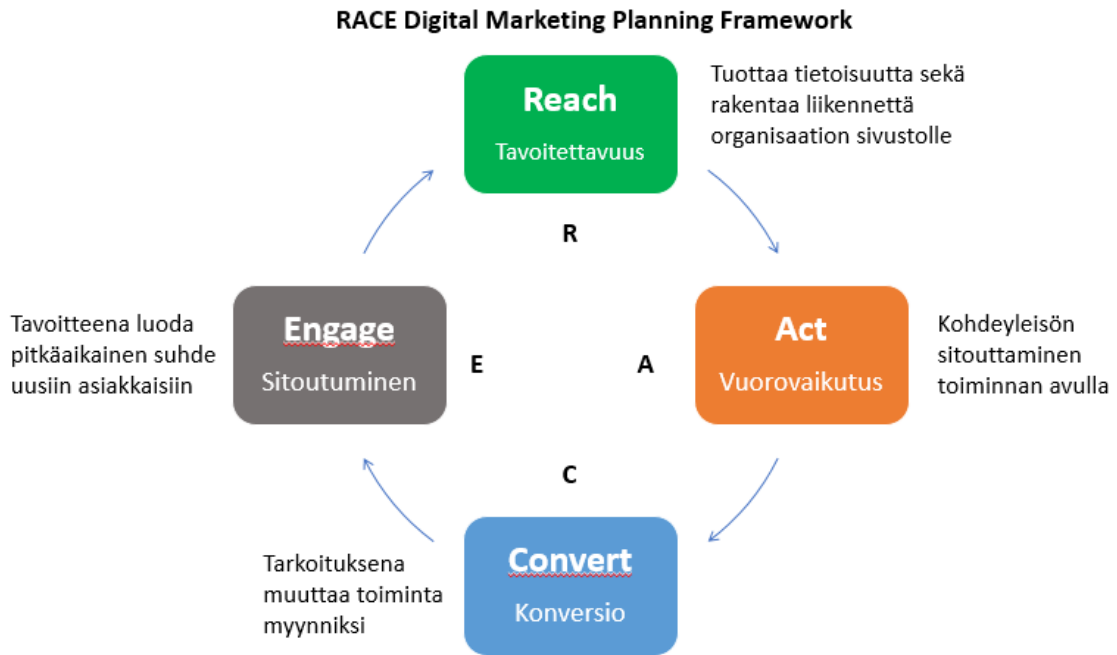 RACE Digital Marketing Planning Framework
Reach
Tavoitettavuus
Tuottaa tietoisuutta sekä
rakentaa liikennettä
organisaation sivustolle
R
Act
Vuorovaikutus
Kohdeyleisön
sitouttaminen
toiminnan avulla
A
Convert
Konversio
C
Tarkoituksena
muuttaa toiminta
myynniksi
Engage
Sitoutuminen
E
Tavoitteena luoda
pitkäaikainen suhde
uusiin asiakkaisiin